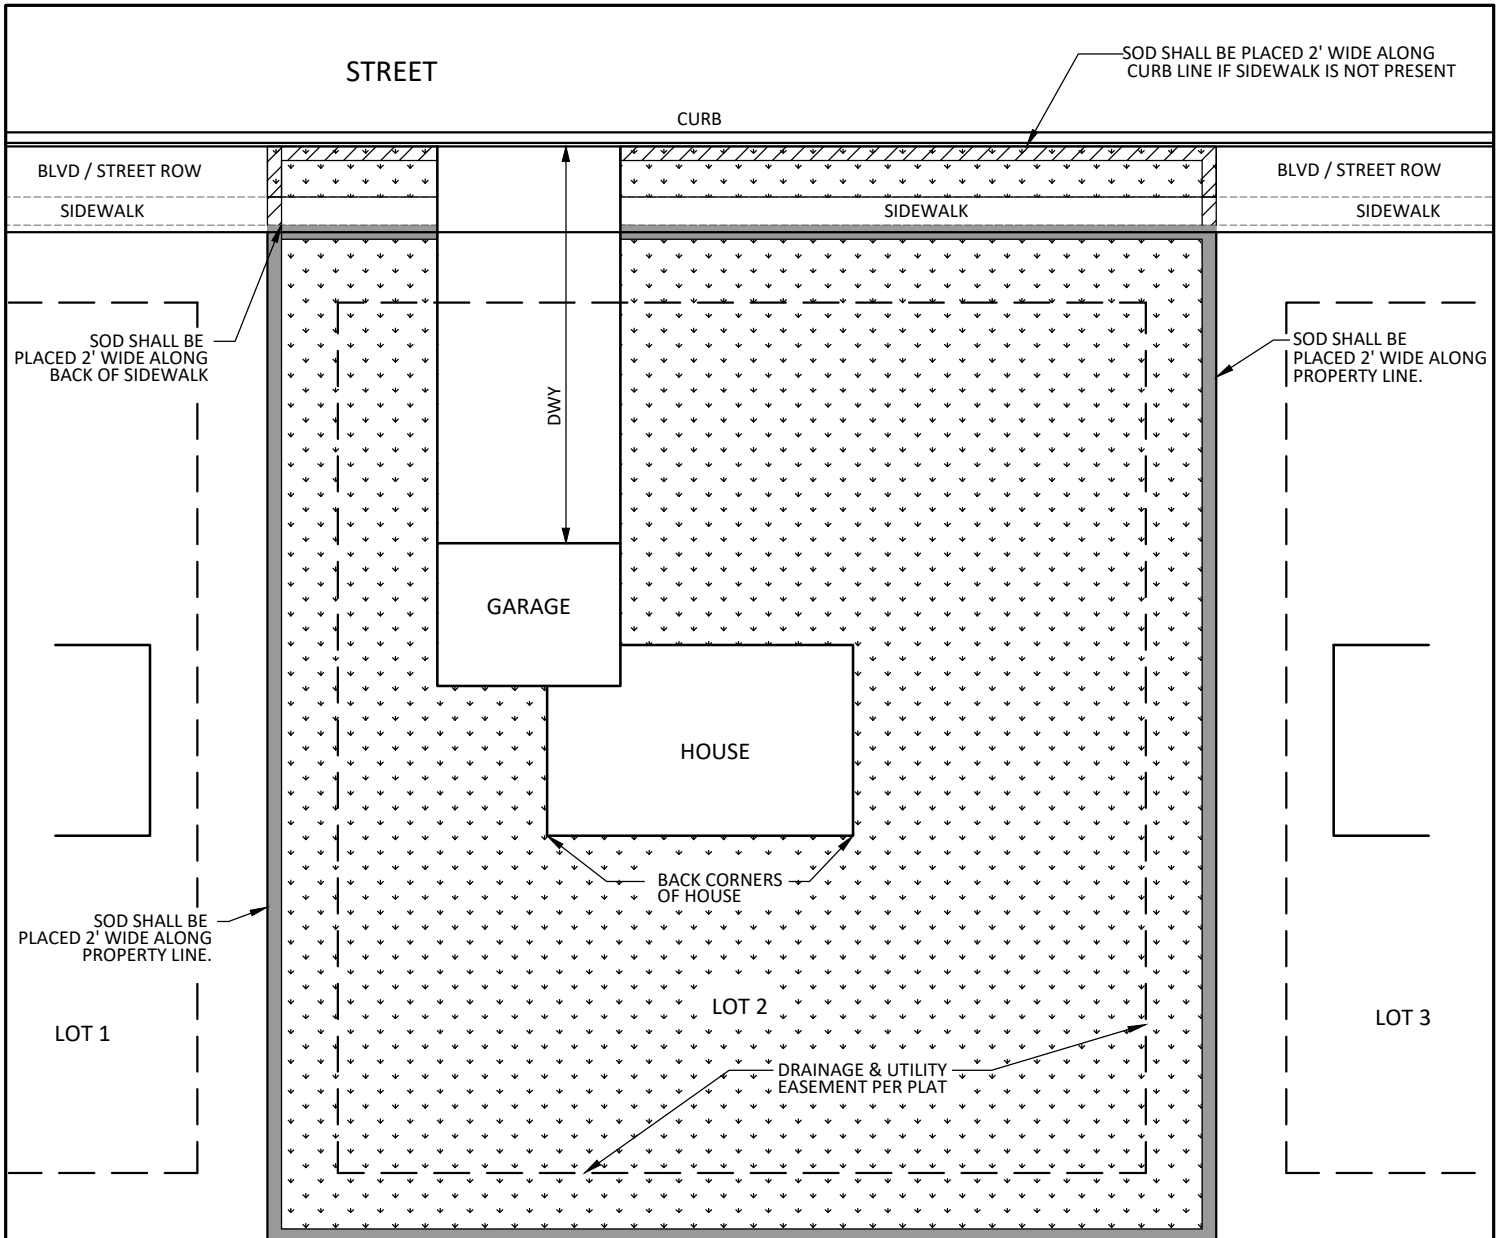 SOD SHALL BE PLACED 2' WIDE ALONG
CURB LINE IF SIDEWALK IS NOT PRESENT
STREET
CURB
BLVD / STREET ROW
BLVD / STREET ROW
SIDEWALK
SIDEWALK
SIDEWALK
SOD SHALL BE
PLACED 2' WIDE ALONG
BACK OF SIDEWALK
SOD SHALL BE
PLACED 2' WIDE ALONG
PROPERTY LINE.
DWY
GARAGE
HOUSE
BACK CORNERS
OF HOUSE
SOD SHALL BE
PLACED 2' WIDE ALONG
PROPERTY LINE.
LOT 1
LOT 2
LOT 3
DRAINAGE & UTILITY
EASEMENT PER PLAT